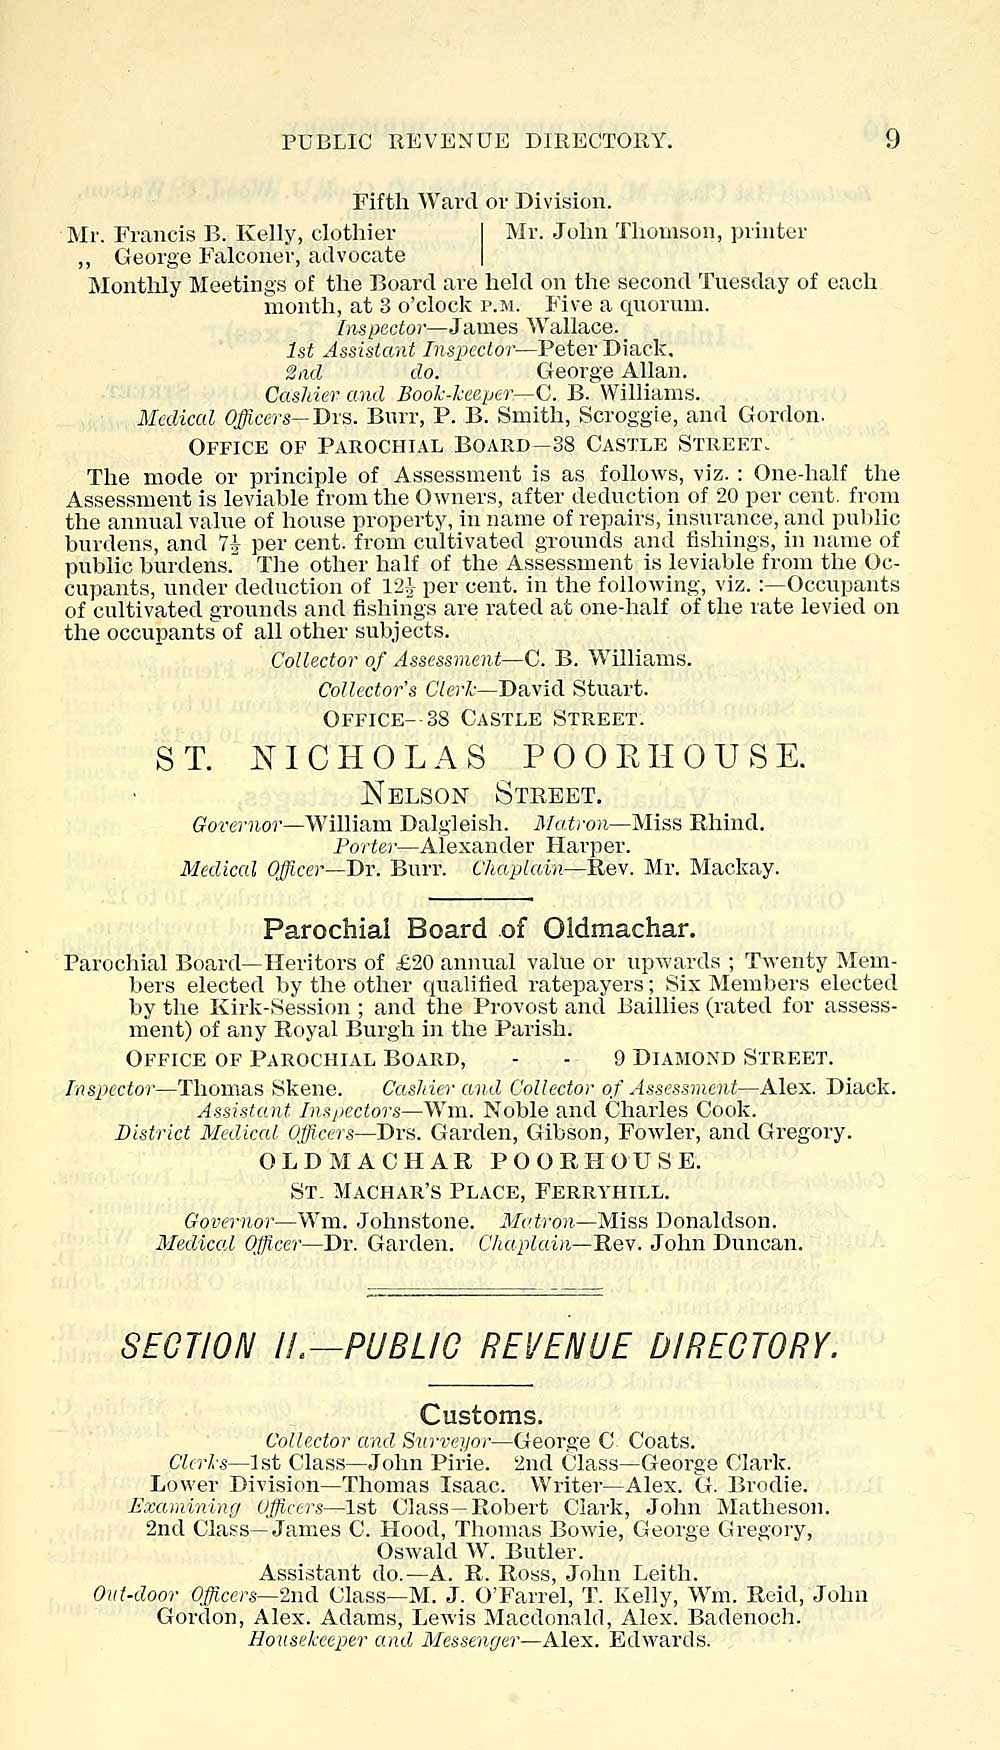 PUBLIC REVENUE DIRECTORY. 9
Fifth Ward or Division.
Mr. Francis B. Kelly, clothier | Mr. John Thomson, printer
„ George Falconer, advocate |
Monthly Meetings of the Board are held on the second Tuesday of each
month, at 3 o'clock P.M. Five a quorum.
Inspector—James Wallace.
1st Assistant Inspector—Peter Diack.
2nd do. George Allan.
Cashier and Book-keeper—C. B. Williams.
Medical Officers—Drs. Burr, P. B. Smith, Scroggie, and Gordon.
OFFICE OF PAROCHIAL BOARD—38 CASTLE STREET.
The mode or principle of Assessment is as follows, viz. : One-half the
Assessment is leviable from the Owners, after deduction of 20 per cent. from
the annual value of house property, in name of repairs, insurance, and public
burdens, and 7½ per cent. from cultivated grounds and fishings, in name of
public burdens. The other half of the Assessment is leviable from the Oc-
cupants, under deduction of 12½ per cent. in the following, viz. :—Occupants
of cultivated grounds and fishings are rated at one-half of the rate levied on
the occupants of all other subjects.
Collector of Assessment—C. B. Williams.
Collector's Clerk—David Stuart.
OFFICE--38 CASTLE STREET.
ST. NICHOLAS POORHOUSE.
NELSON STREET.
Governor—William Dalgleish. Matron—Miss Rhind.
Porter—Alexander Harper.
Medical Officer—Dr. Burr. Chaplain—Rev. Mr. Mackay.
Parochial Board of Oldmachar.
Parochial Board—Heritors of £20 annual value or upwards ; Twenty Mem-
bers elected by the other qualified ratepayers ; Six Members elected
by the Kirk-Session ; and the Provost and Baillies (rated for assess-
ment) of any Royal Burgh in the Parish.
OFFICE OF PAROCHIAL BOARD, - - 9 DIAMOND STREET.
Inspector—Thomas Skene. Cashier and Collector of Assessment—Alex. Diack.
Assistant Inspectors—Wm. Noble and Charles Cook.
District Medical Officers—Drs. Garden, Gibson, Fowler, and Gregory.
OLDMACHAR POORHOUSE.
ST. MACHAR'S PLACE, FERRYHILL.
Governor—Wm. Johnstone. Matron—Miss Donaldson.
Medical Officer—Dr. Garden. Chaplain—Rev. John Duncan.
SECTION II.—PUBLIC REVENUE DIRECTORY.
Customs.
Collector and Surveyor—George C. Coats.
Clerks—1st Class—John Pirie. 2nd Class—George Clark.
Lower Division—Thomas Isaac. Writer—Alex. G. Brodie.
Examining Officers—1st Class—Robert Clark, John Matheson.
2nd Class—James C. Hood, Thomas Bowie, George Gregory,
Oswald W. Butler.
Assistant do.—A. R. Ross, John Leith.
Out-door Officers—2nd Class—M. J. O'Farrel, T. Kelly, Wm. Reid, John
Gordon, Alex. Adams, Lewis Macdonald, Alex. Badenoch.
Housekeeper and Messenger—Alex. Edwards.